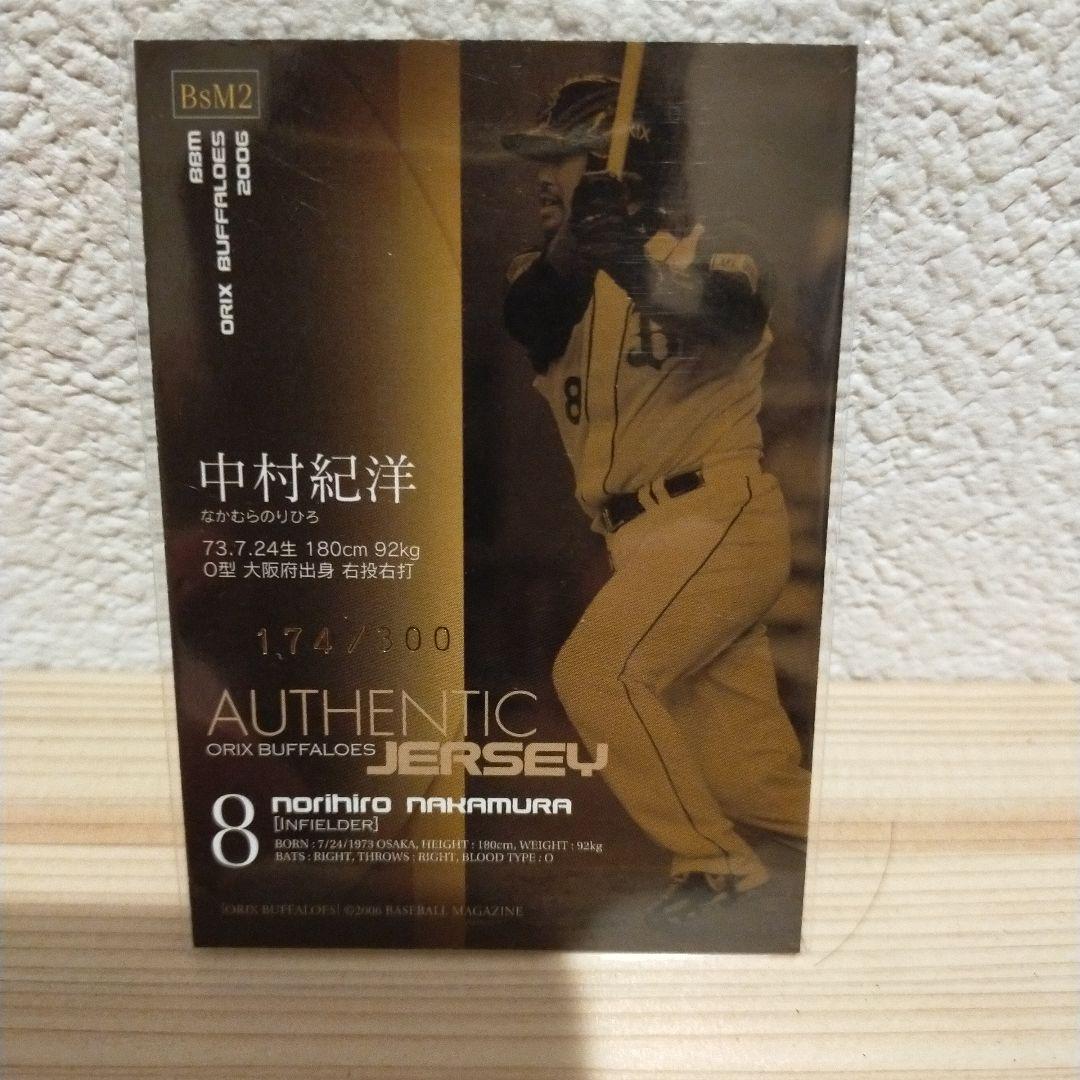 BsM2
BBM
ORIX BUFFALOES
2006
中村紀洋
なかむらのりひろ
73.7.24生 180cm 92kg
O型 大阪府出身 右投右打
174/300
AUTHENTIC
ORIX BUFFALOES JERSEY
8 NORIHIRO NAKAMURA
[INFIELDER]
BORN : 7/24/1973 OSAKA, HEIGHT : 180cm, WEIGHT : 92kg
BATS : RIGHT, THROWS : RIGHT, BLOOD TYPE : O
[ORIX BUFFALOES] ©2006 BASEBALL MAGAZINE
8